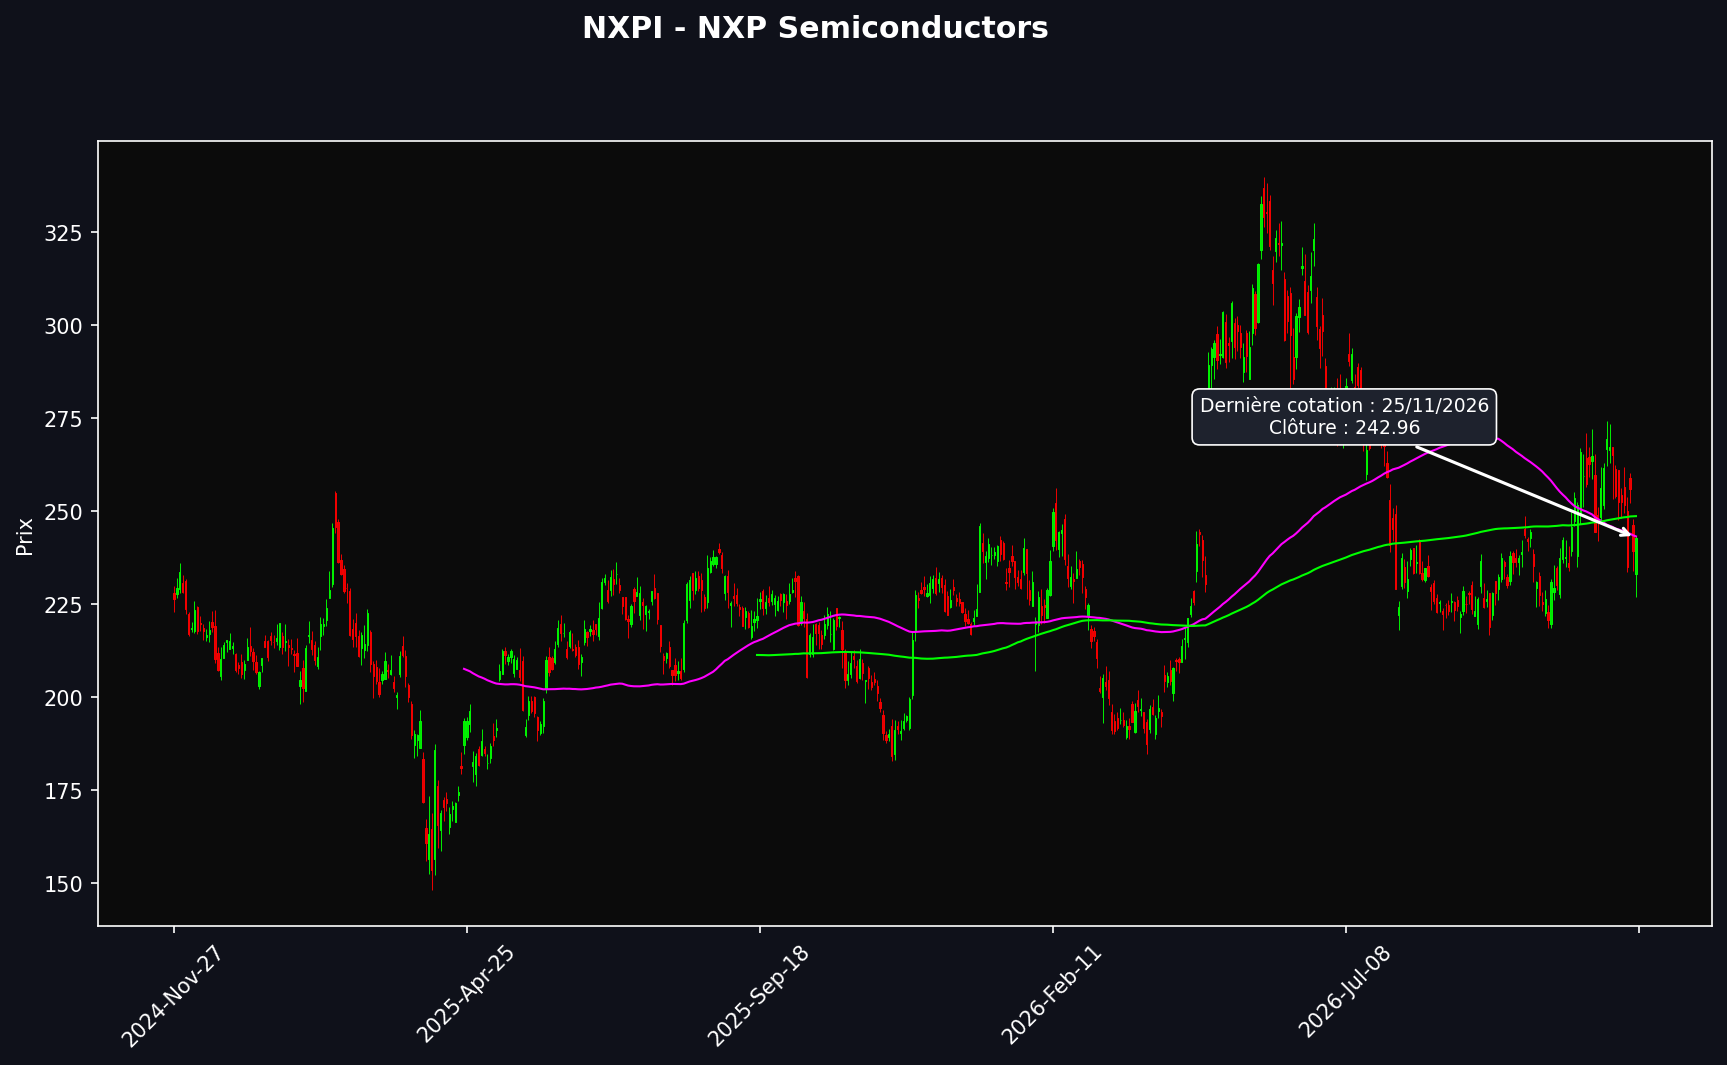 NXPI - NXP Semiconductors
Prix
325
300
275
250
225
200
175
150
Dernière cotation : 25/11/2026
Clôture : 242.96
2024-Nov-27
2025-Apr-25
2025-Sep-18
2026-Feb-11
2026-Jul-08